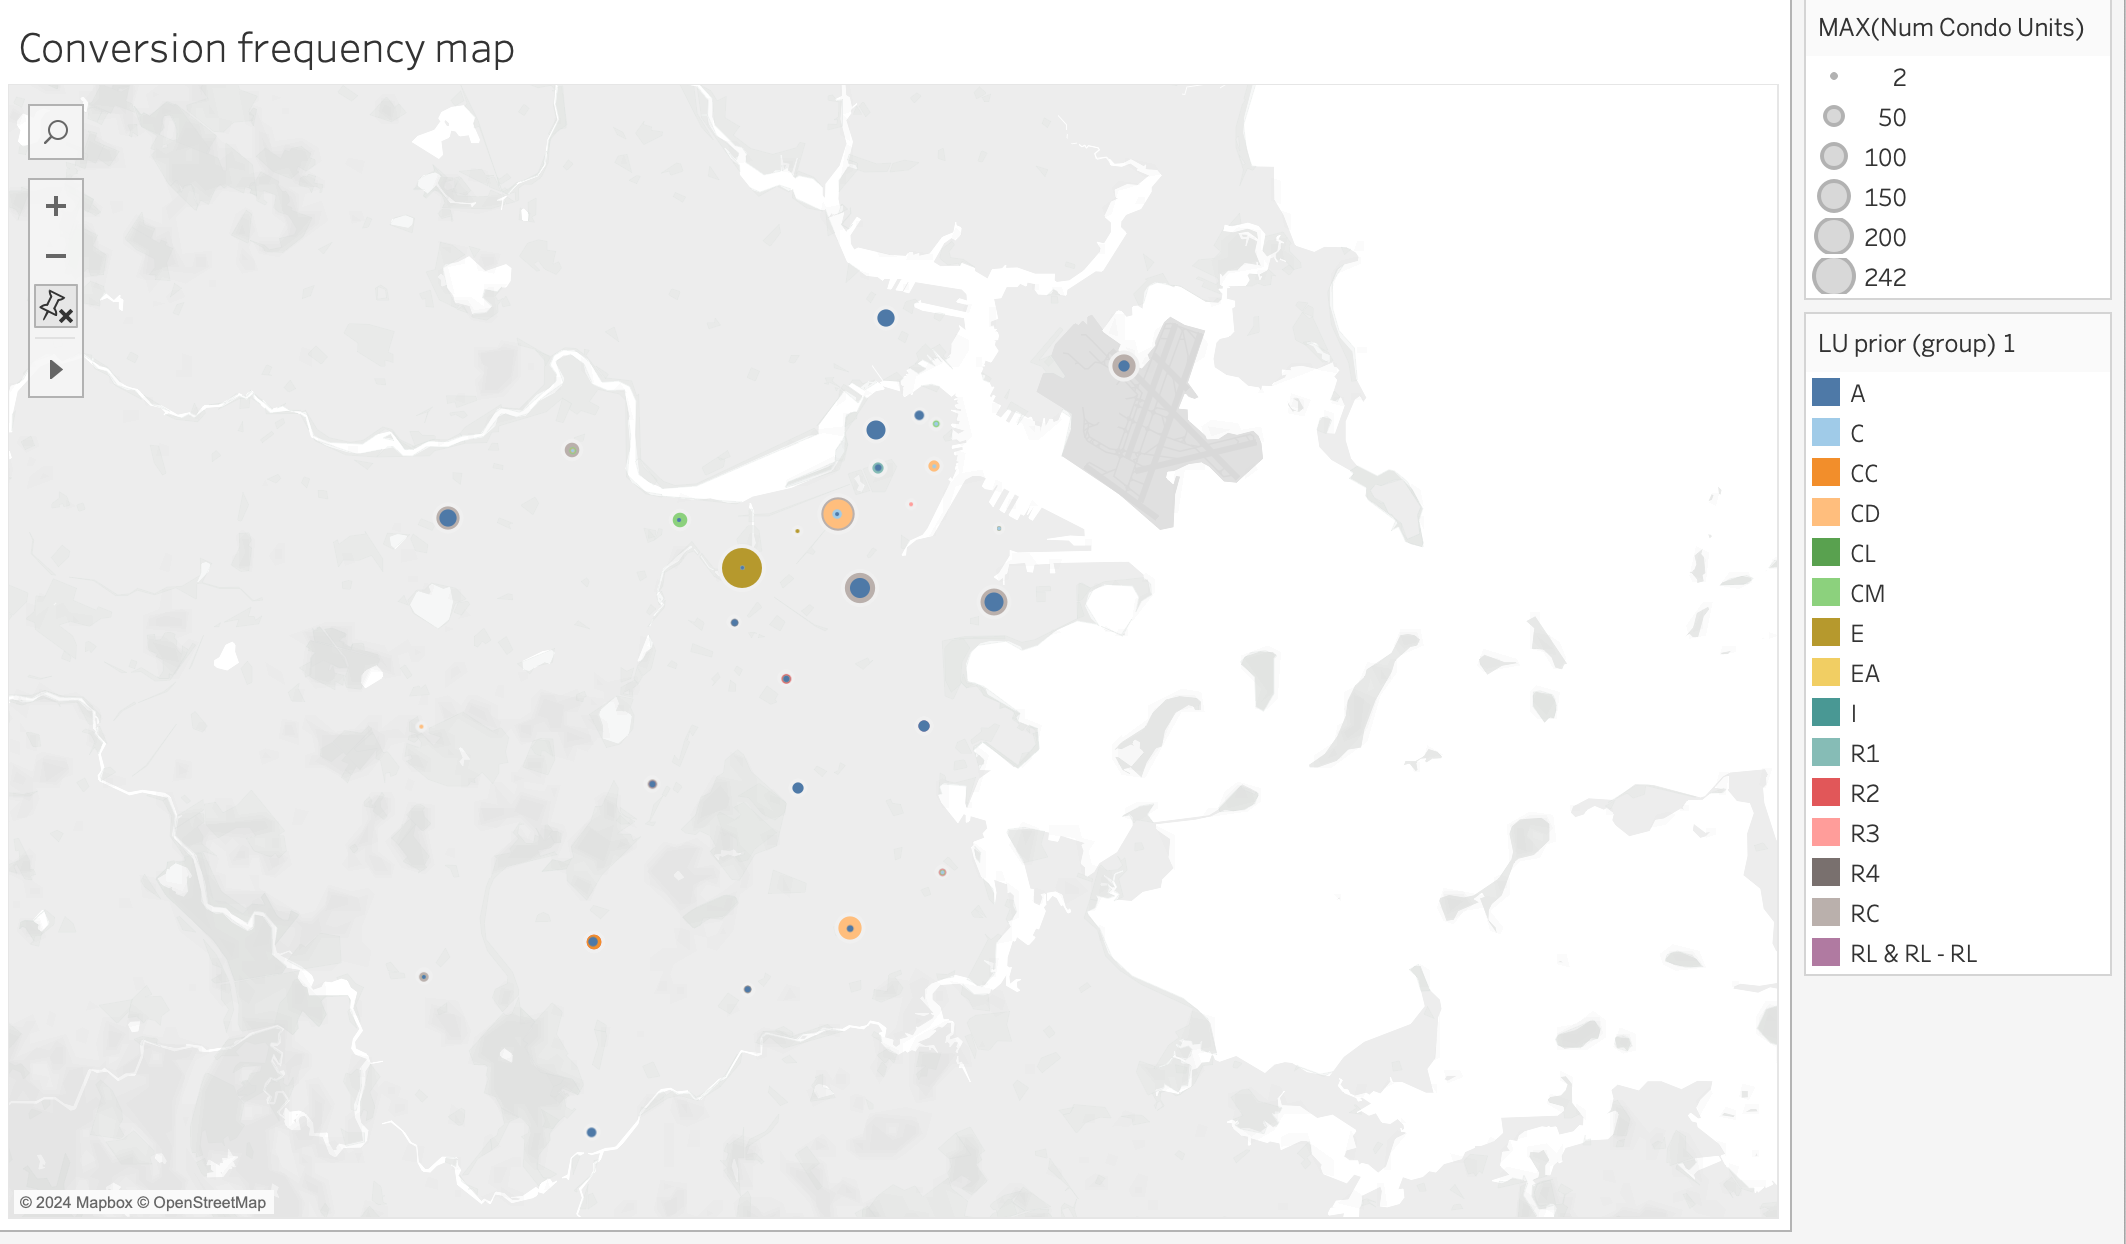 Conversion frequency map
MAX(Num Condo Units)
2
50
100
150
200
242
LU prior (group) 1
A
C
CC
CD
CL
CM
E
EA
I
R1
R2
R3
R4
RC
RL & RL - RL
© 2024 Mapbox © OpenStreetMap